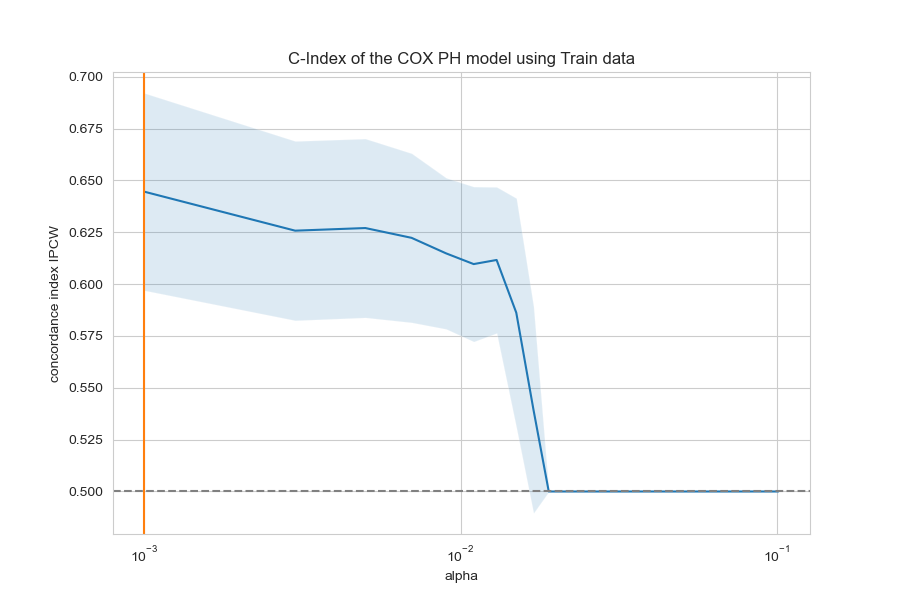 C-Index of the COX PH model using Train data
concordance index IPCW
0.700
0.675
0.650
0.625
0.600
0.575
0.550
0.525
0.500
10⁻³ 10⁻² 10⁻¹
alpha